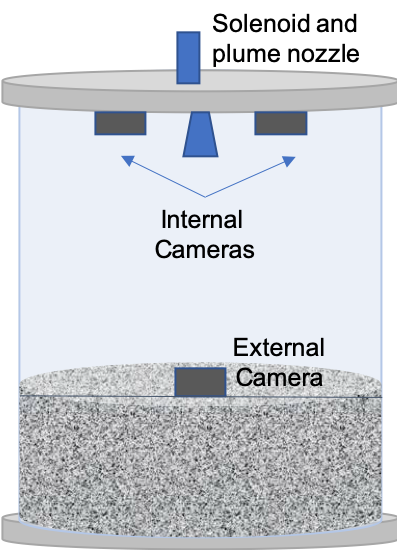 Solenoid and
plume nozzle
Internal
Cameras
External
Camera